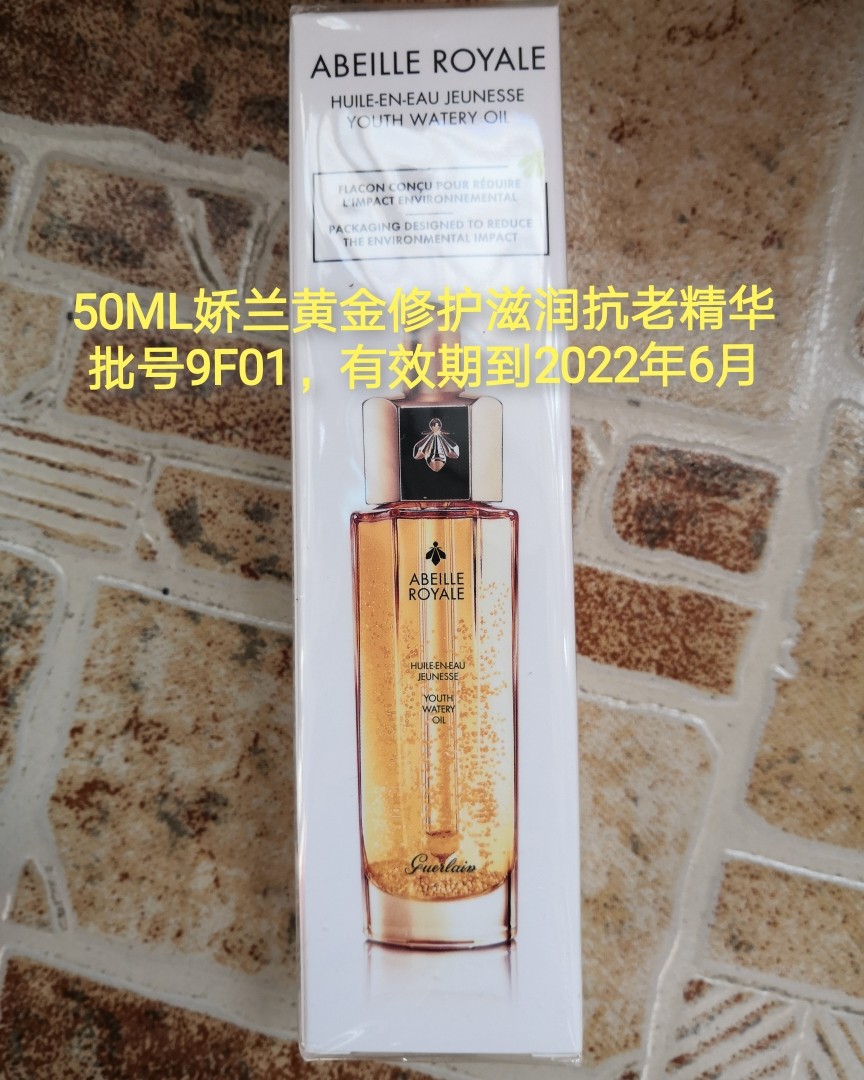 ABEILLE ROYALE
HUILE-EN-EAU JEUNESSE
YOUTH WATERY OIL
FLACON CONÇU POUR RÉDUIRE
L'IMPACT ENVIRONNEMENTAL
PACKAGING DESIGNED TO REDUCE
THE ENVIRONMENTAL IMPACT
50ML娇兰黄金修护滋润抗老精华
批号9F01，有效期到2022年6月
ABEILLE
ROYALE
HUILE-EN-EAU
JEUNESSE
YOUTH
WATERY
OIL
Guerlain